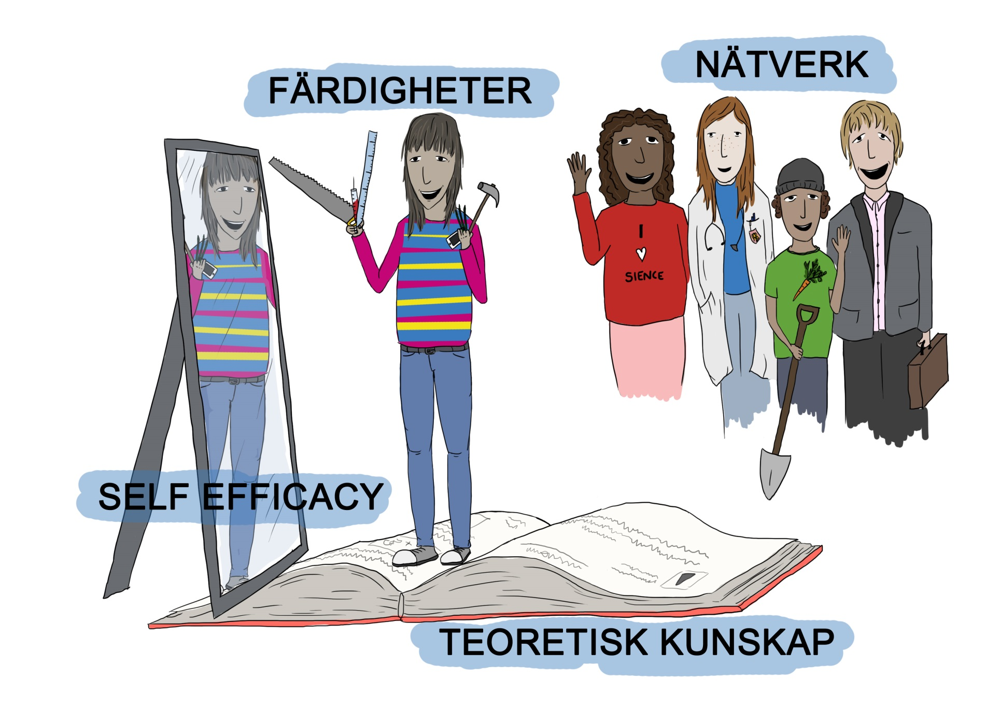 NÄTVERK
FÄRDIGHETER
I
♡
SIENCE
SELF EFFICACY
TEORETISK KUNSKAP